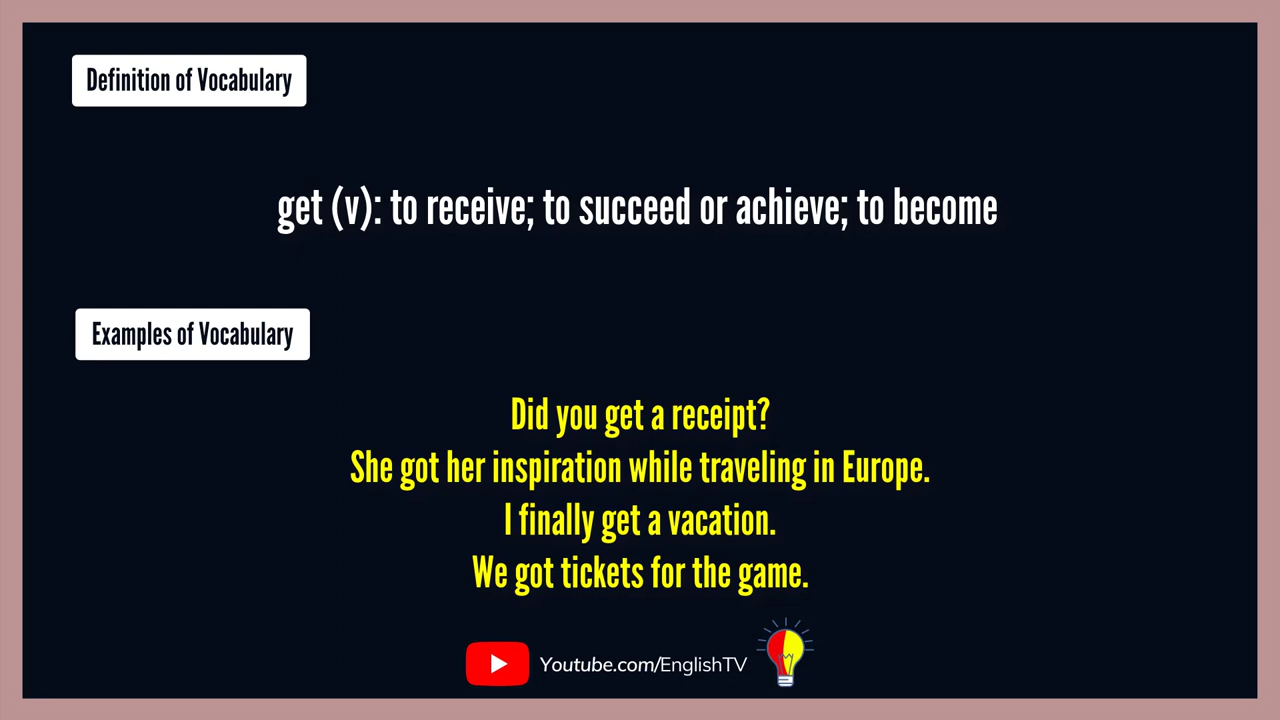 Definition of Vocabulary
get (v): to receive; to succeed or achieve; to become
Examples of Vocabulary
Did you get a receipt?
She got her inspiration while traveling in Europe.
I finally get a vacation.
We got tickets for the game.
Youtube.com/EnglishTV